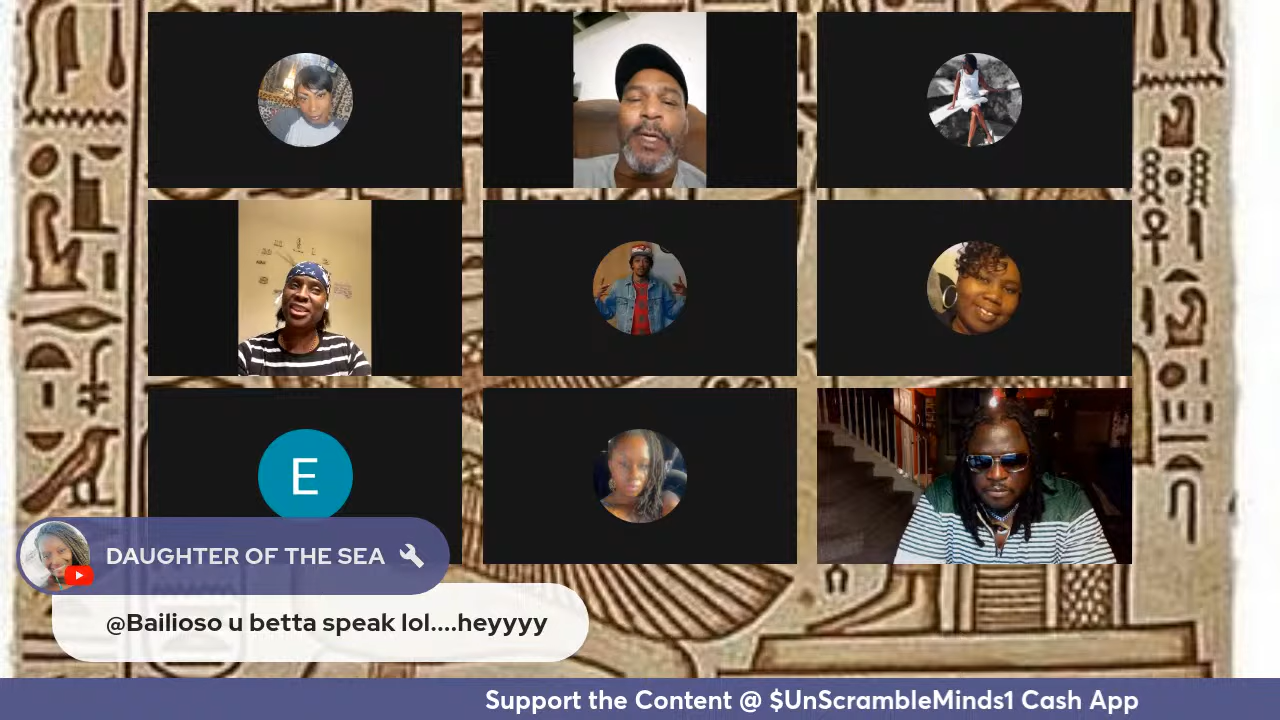 E
DAUGHTER OF THE SEA
@Bailioso u betta speak lol....heyyyy
Support the Content @ $UnScrambleMinds1 Cash App